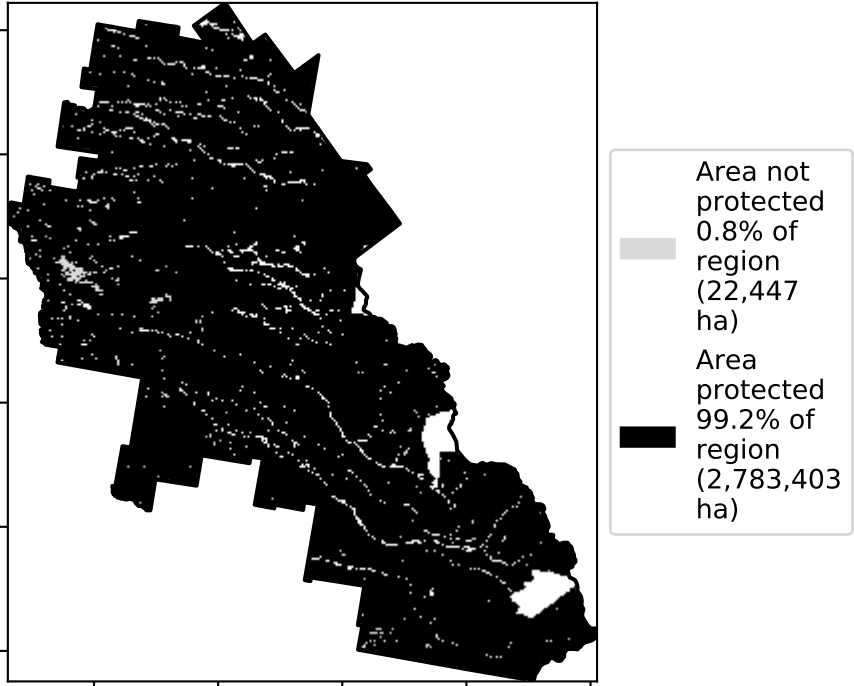 Area not
protected
0.8% of
region
(22,447
ha)
Area
protected
99.2% of
region
(2,783,403
ha)